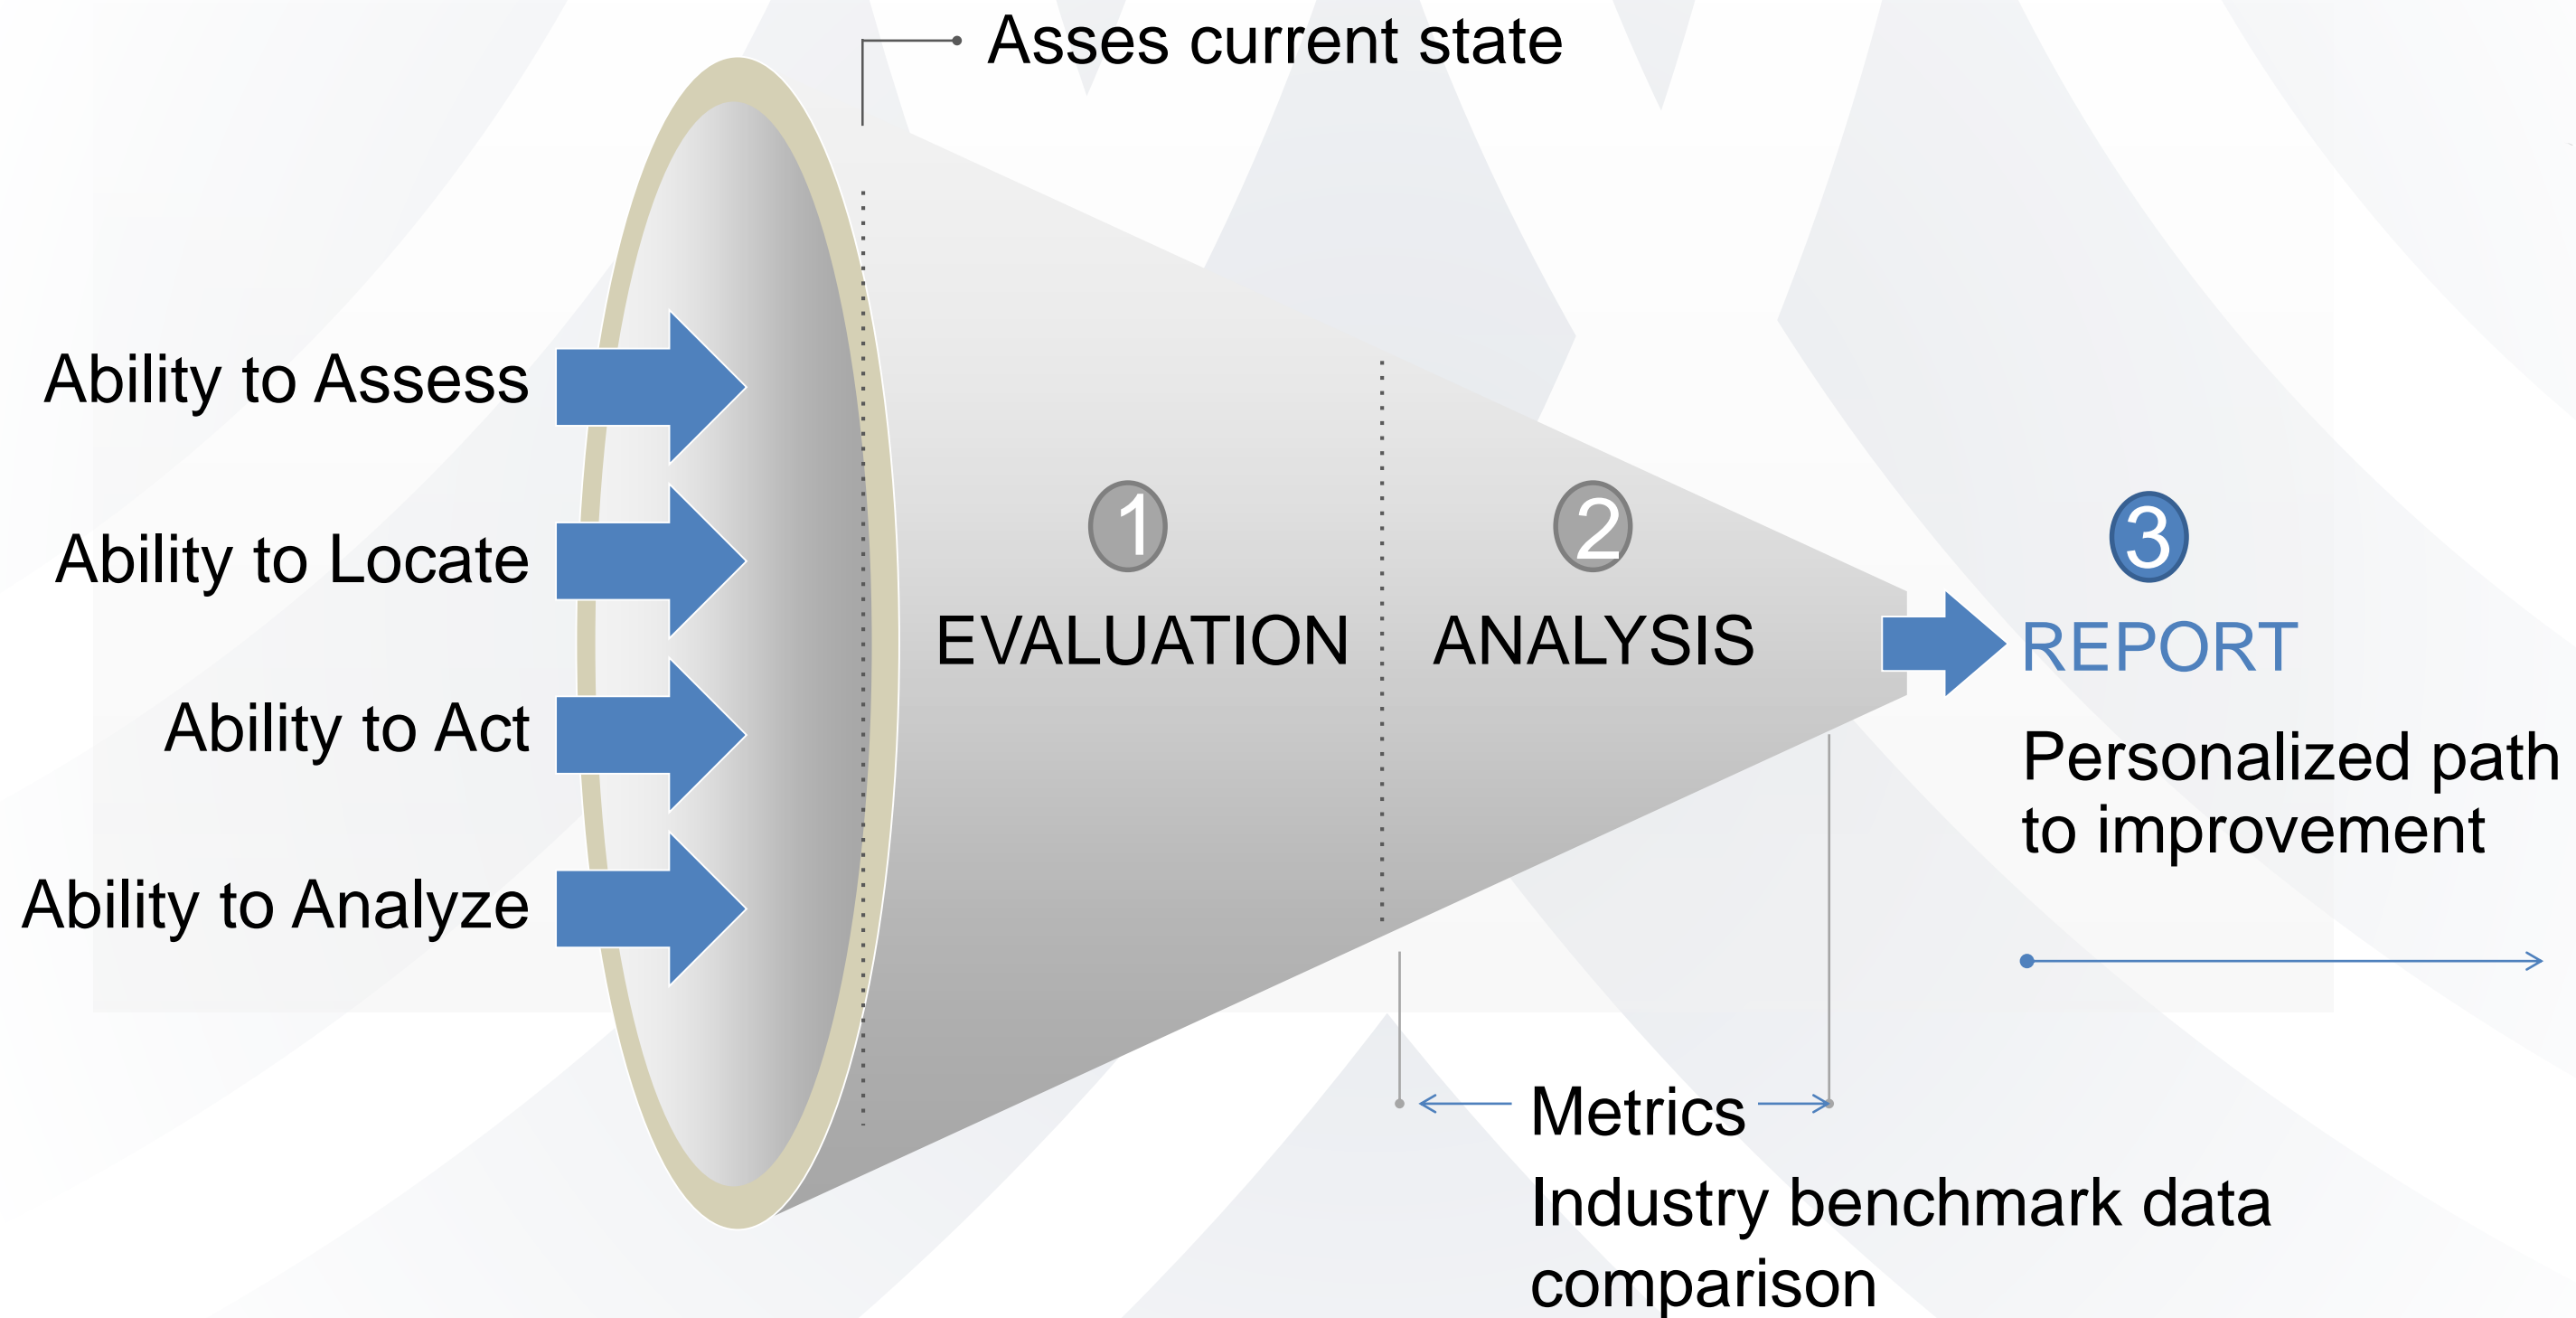 Asses current state
Ability to Assess
Ability to Locate
Ability to Act
Ability to Analyze
1
EVALUATION
2
ANALYSIS
3
REPORT
Personalized path
to improvement
Metrics
Industry benchmark data
comparison